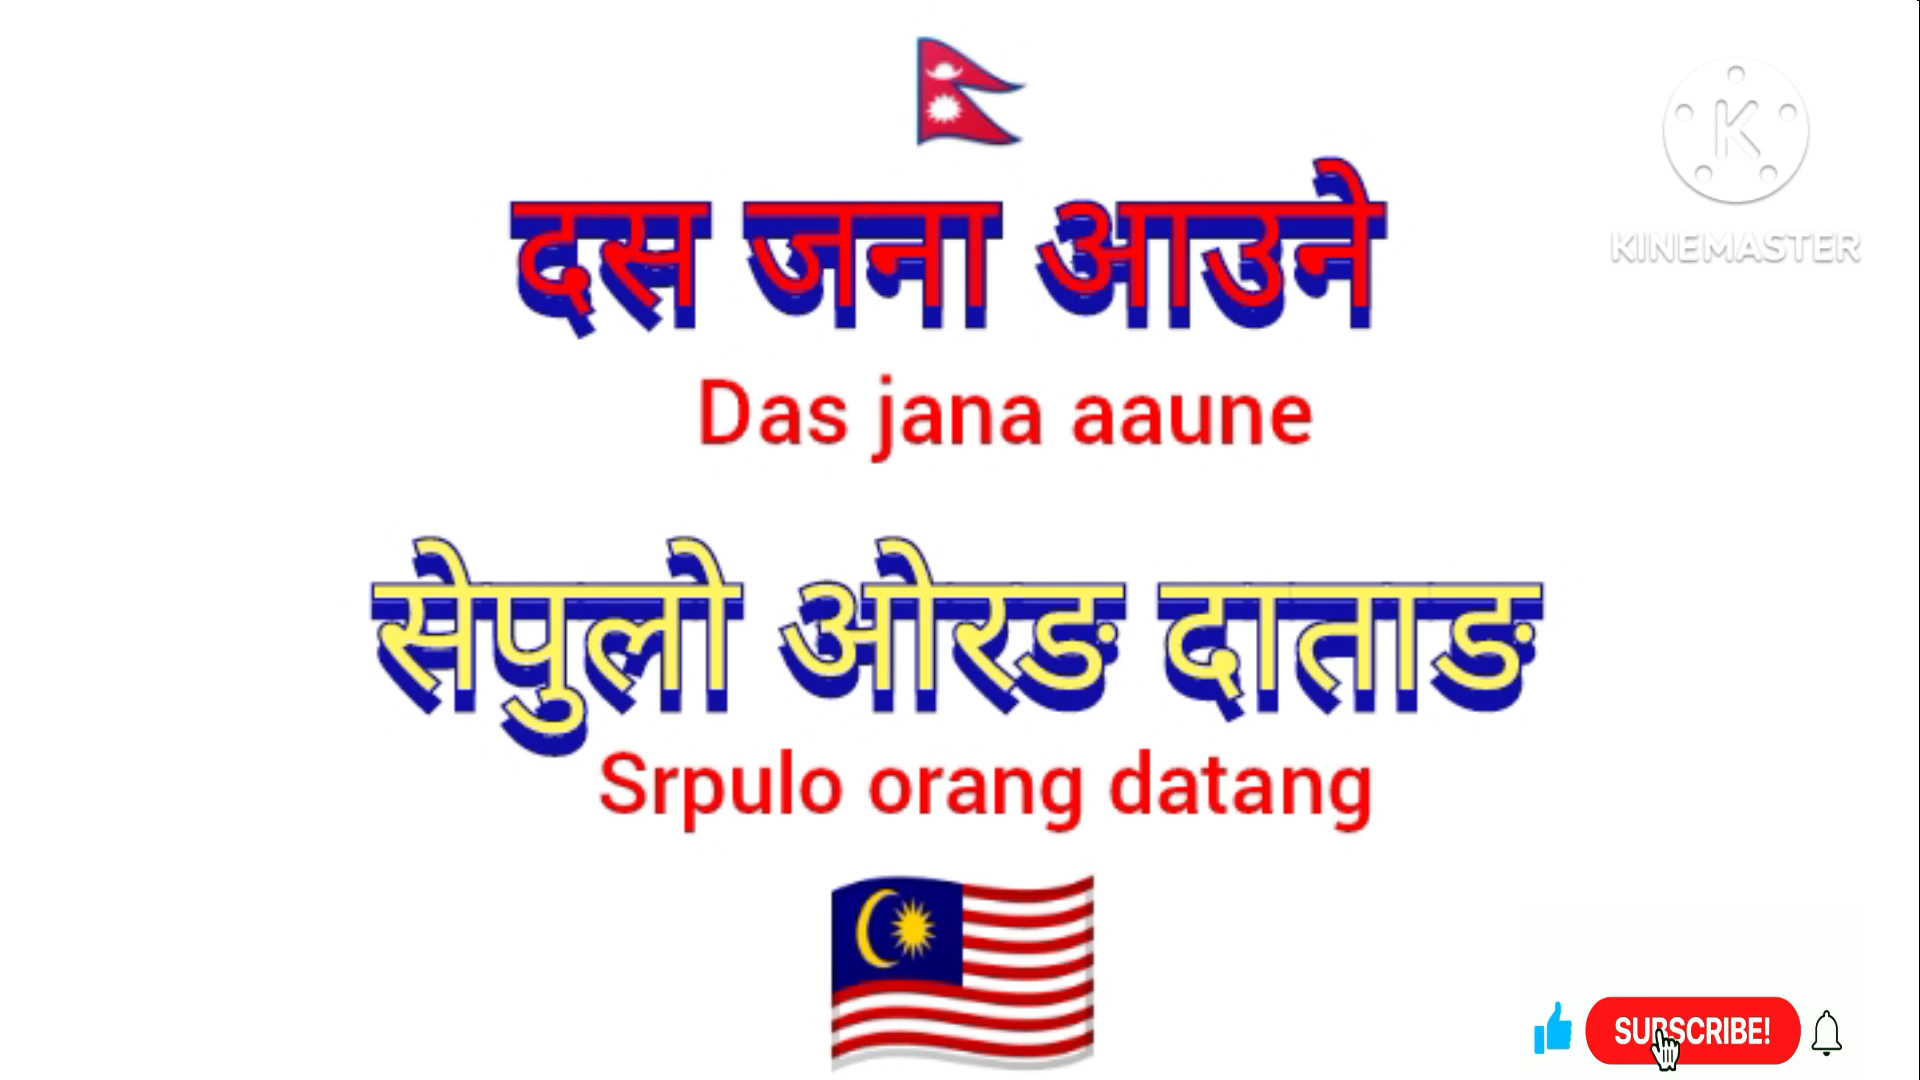 दस जना आउने
Das jana aaune
सेपुलो ओरङ दाताङ
Srpulo orang datang
K
KINEMASTER
SUBSCRIBE!